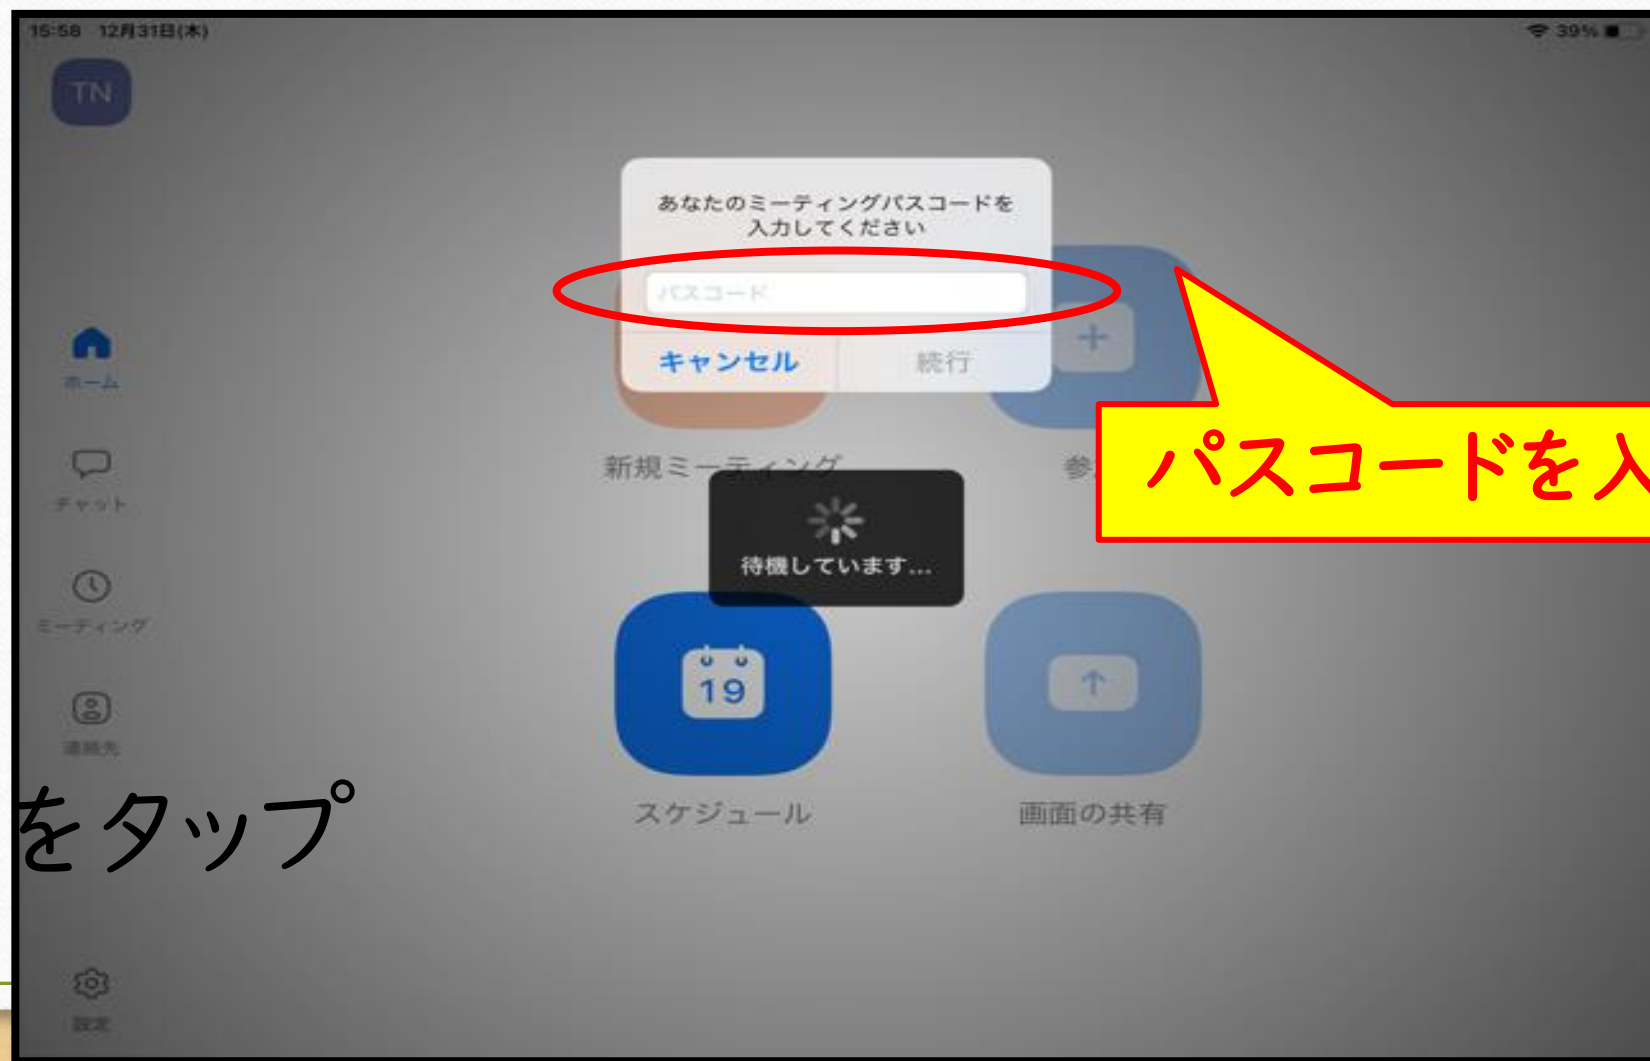 15:58 12月31日(木)
39%
TN
あなたのミーティングパスコードを
入力してください
パスコード
キャンセル
続行
ホーム
新規ミーティング
参
パスコードを入
チャット
待機しています...
ミーティング
19
連絡先
スケジュール
画面の共有
をタップ
設定